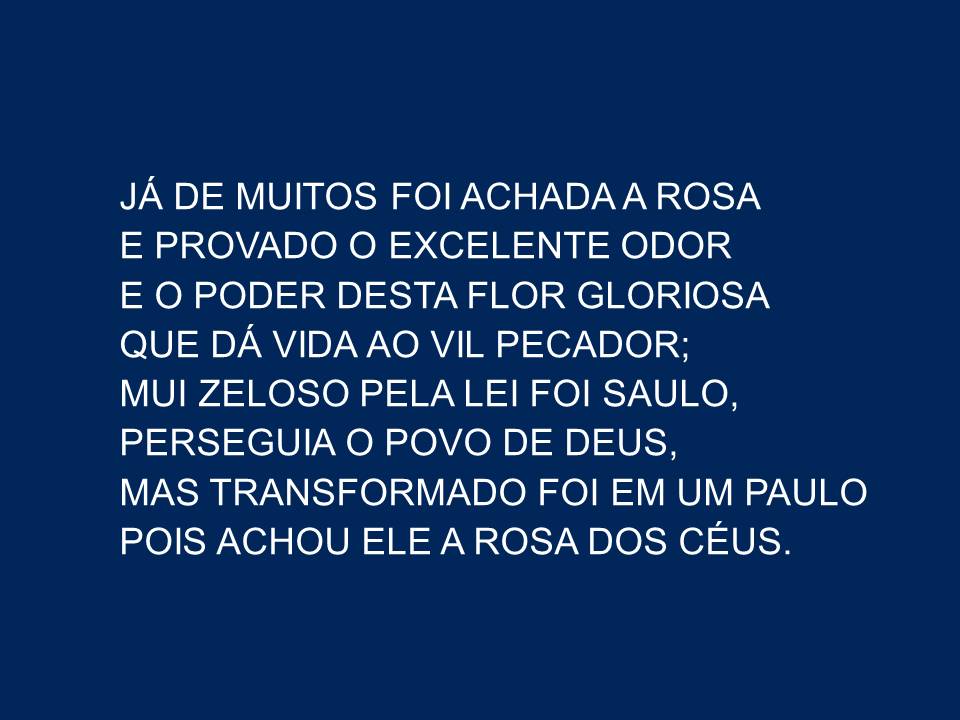 JÁ DE MUITOS FOI ACHADA A ROSA
E PROVADO O EXCELENTE ODOR
E O PODER DESTA FLOR GLORIOSA
QUE DÁ VIDA AO VIL PECADOR;
MUI ZELOSO PELA LEI FOI SAULO,
PERSEGUIA O POVO DE DEUS,
MAS TRANSFORMADO FOI EM UM PAULO
POIS ACHOU ELE A ROSA DOS CÉUS.